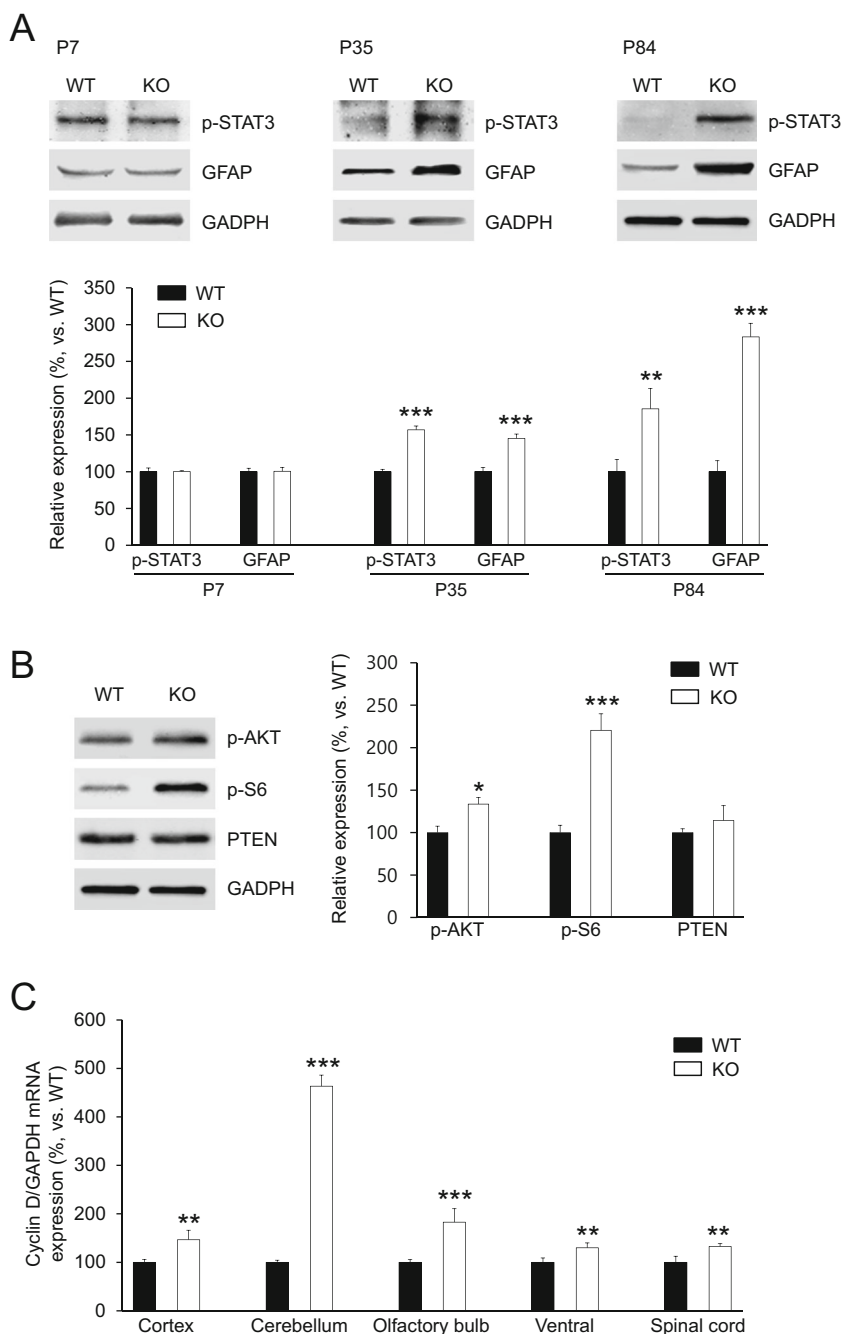 A
P7
P35
P84
WT KO
WT KO
WT KO
p-STAT3
p-STAT3
p-STAT3
GFAP
GFAP
GFAP
GADPH
GADPH
GADPH
Relative expression (%, vs. WT)
350
300
250
200
150
100
50
0
WT
KO
***
***
**
***
p-STAT3 GFAP p-STAT3 GFAP p-STAT3 GFAP
P7 P35 P84
B
WT KO
p-AKT
p-S6
PTEN
GADPH
Relative expression (%, vs. WT)
300
250
200
150
100
50
0
WT
KO
*
***
p-AKT p-S6 PTEN
C
Cyclin D/GAPDH mRNA
expression (%, vs. WT)
600
500
400
300
200
100
0
WT
KO
**
***
***
**
**
Cortex Cerebellum Olfactory bulb Ventral Spinal cord